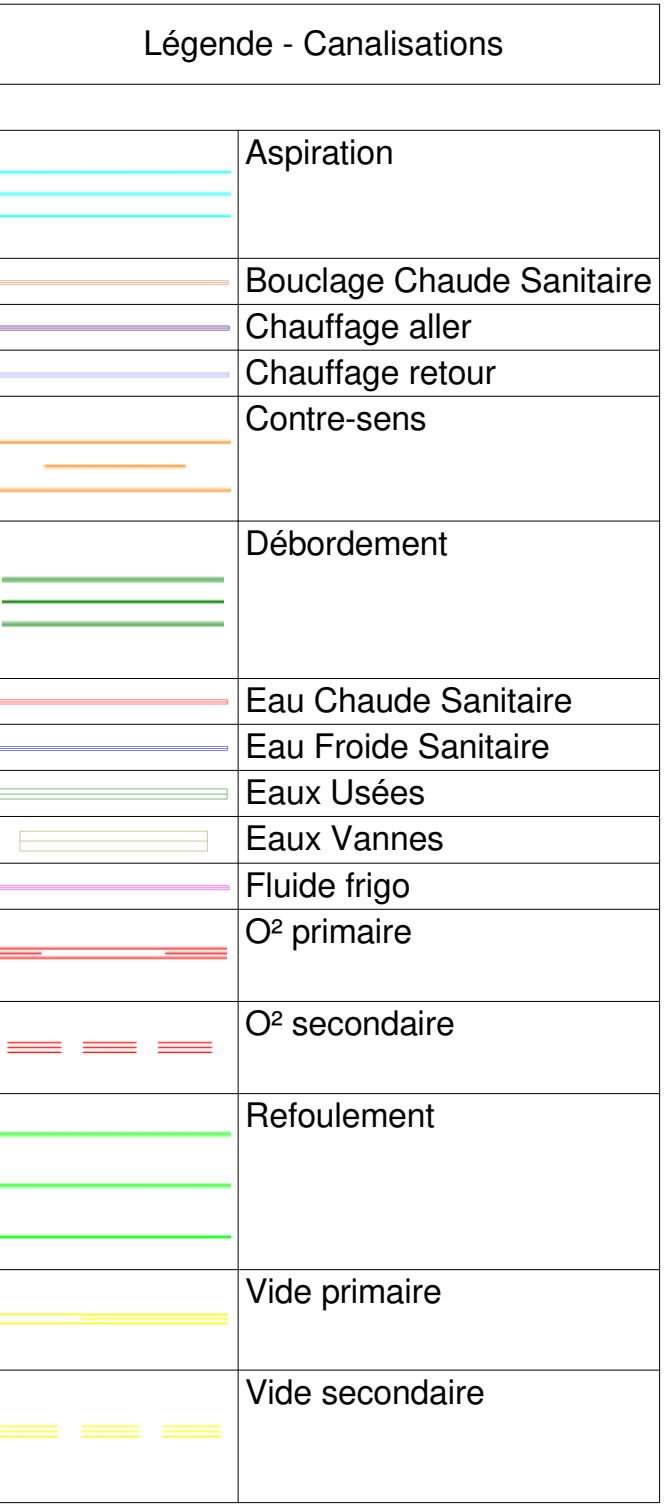 Légende - Canalisations
Aspiration
Bouclage Chaude Sanitaire
Chauffage aller
Chauffage retour
Contre-sens
Débordement
Eau Chaude Sanitaire
Eau Froide Sanitaire
Eaux Usées
Eaux Vannes
Fluide frigo
O² primaire
O² secondaire
Refoulement
Vide primaire
Vide secondaire